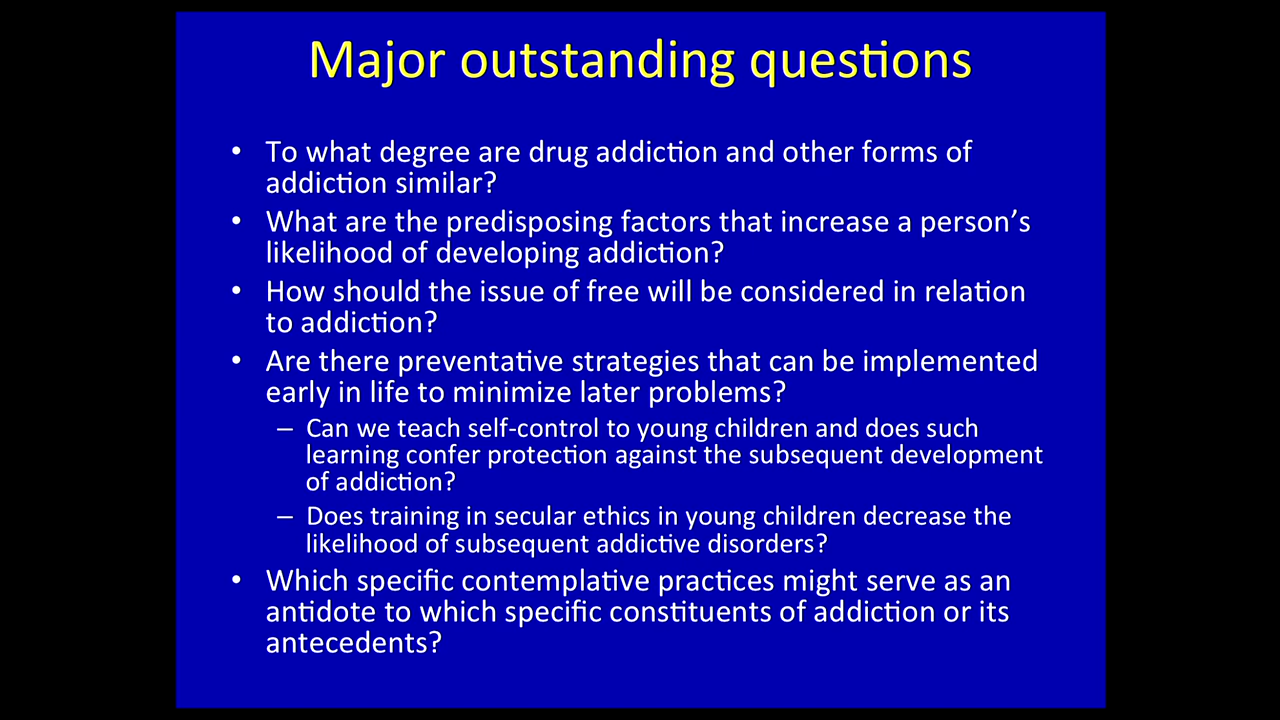 Major outstanding questions
• To what degree are drug addiction and other forms of
addiction similar?
• What are the predisposing factors that increase a person’s
likelihood of developing addiction?
• How should the issue of free will be considered in relation
to addiction?
• Are there preventative strategies that can be implemented
early in life to minimize later problems?
– Can we teach self-control to young children and does such
learning confer protection against the subsequent development
of addiction?
– Does training in secular ethics in young children decrease the
likelihood of subsequent addictive disorders?
• Which specific contemplative practices might serve as an
antidote to which specific constituents of addiction or its
antecedents?